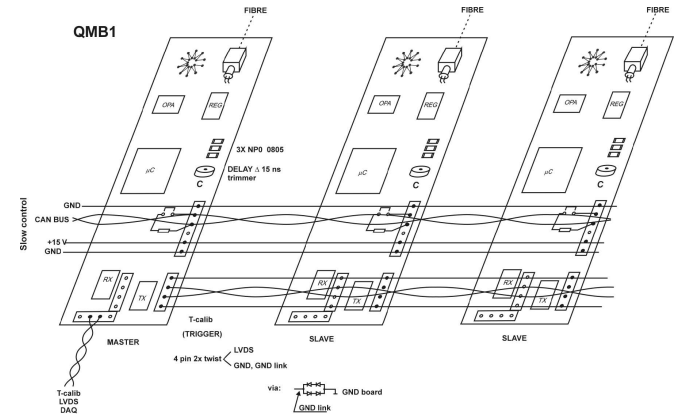 FIBRE
FIBRE
FIBRE
QMB1
OPA
REG
OPA
REG
OPA
REG
3X NP0 0805
µC
DELAY Δ 15 ns
trimmer
C
µC
C
µC
C
Slow control
GND
CAN BUS
+15 V
GND
RX
TX
RX
TX
RX
TX
T-calib
(TRIGGER)
MASTER
SLAVE
SLAVE
4 pin 2x twist
LVDS
GND, GND link
T-calib
LVDS
DAQ
via:
GND board
GND link